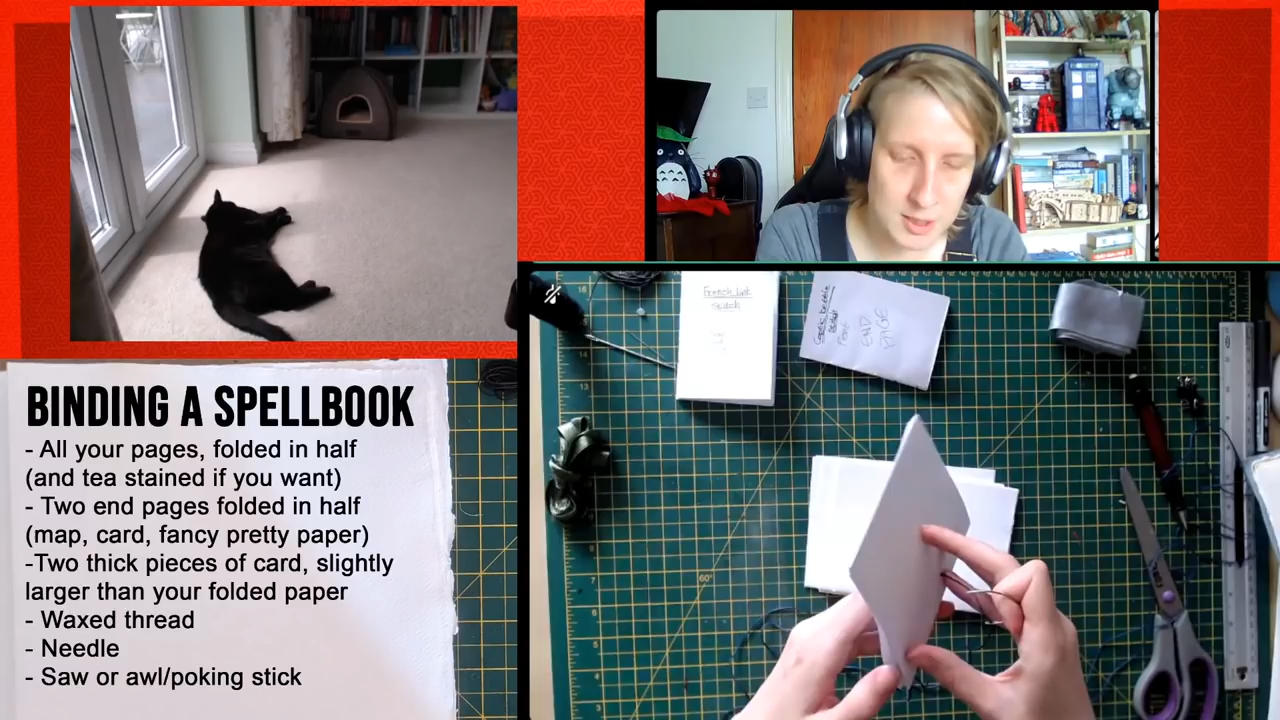 BINDING A SPELLBOOK
- All your pages, folded in half
(and tea stained if you want)
- Two end pages folded in half
(map, card, fancy pretty paper)
-Two thick pieces of card, slightly
larger than your folded paper
- Waxed thread
- Needle
- Saw or awl/poking stick
French link
stitch
END
PAGE
60°